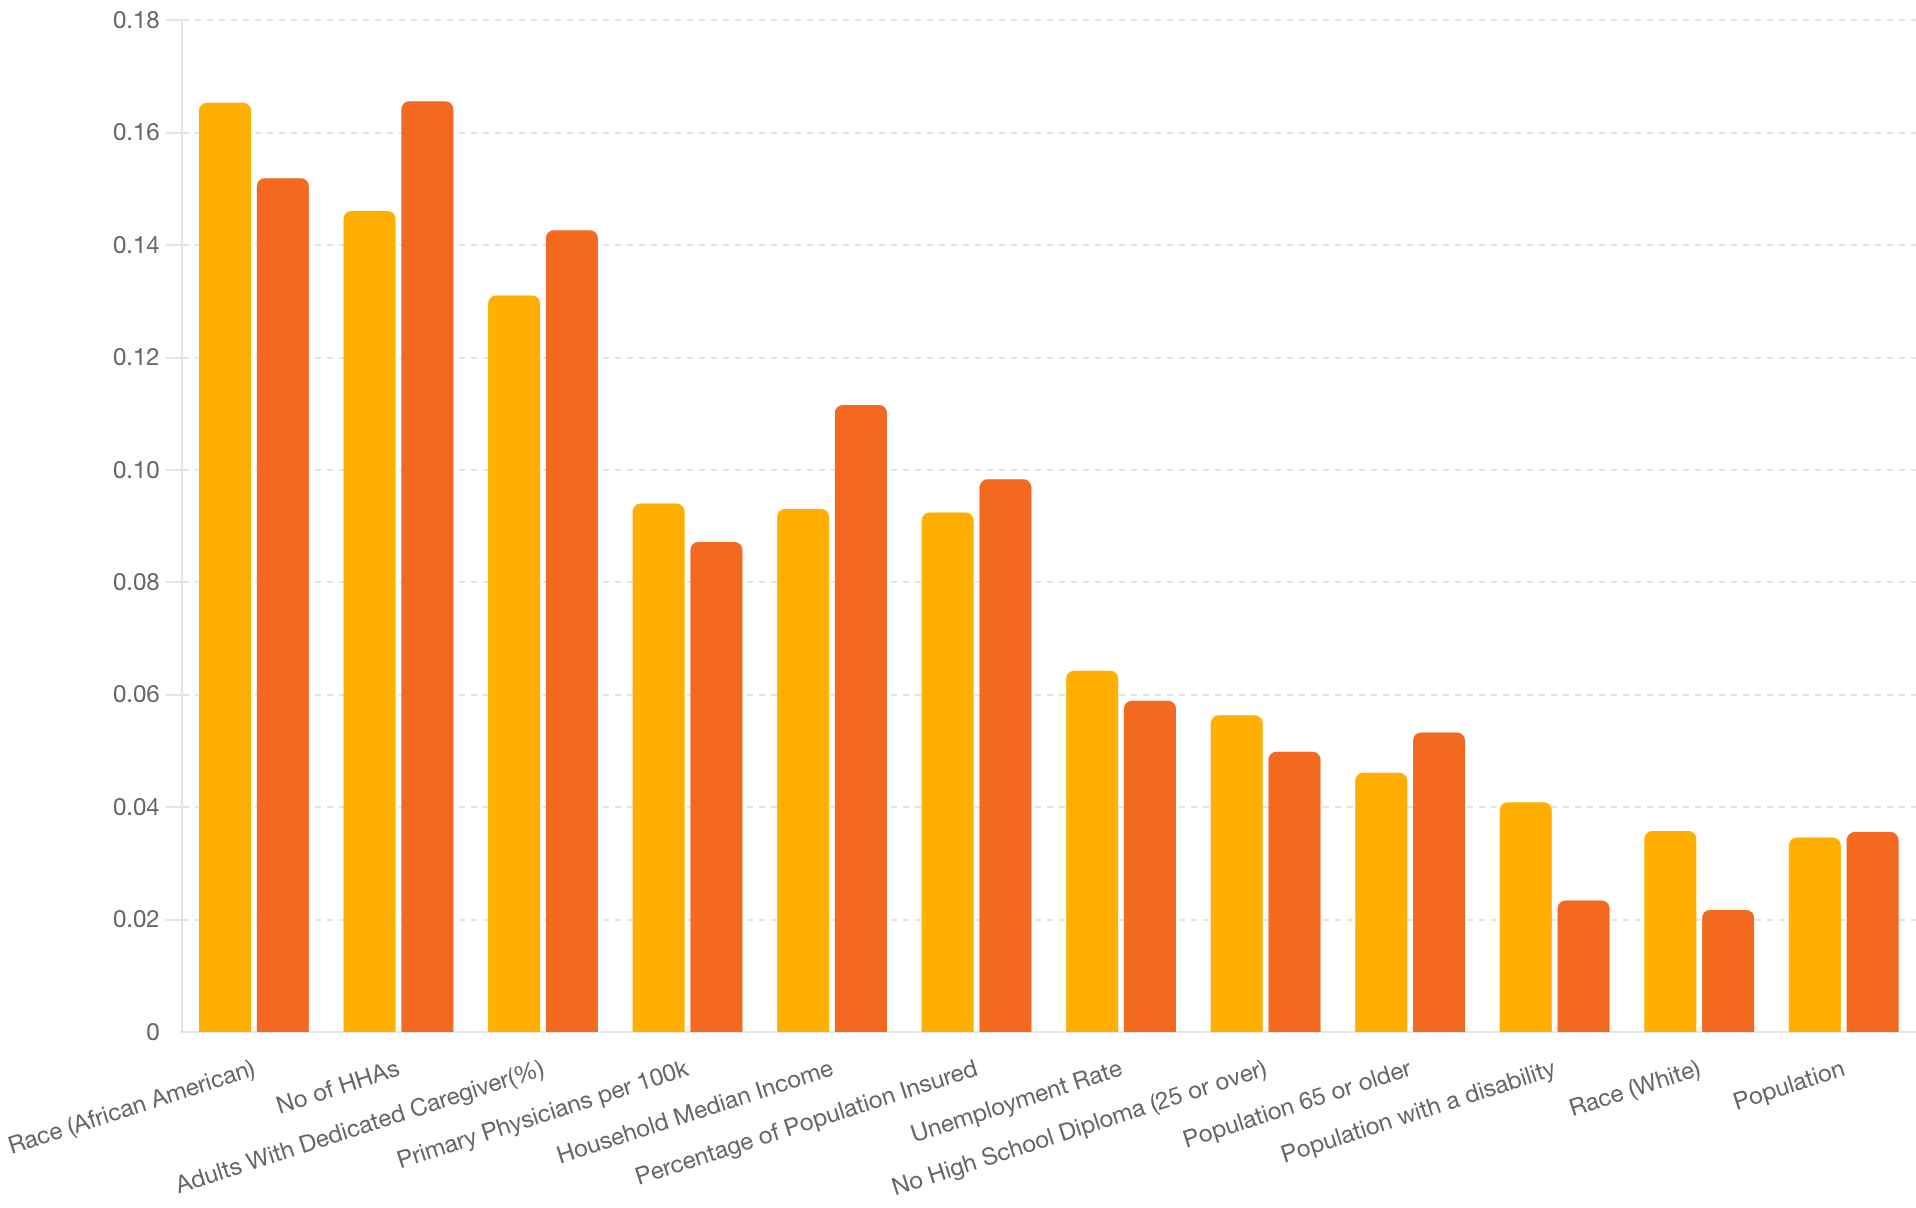 0.18
0.16
0.14
0.12
0.10
0.08
0.06
0.04
0.02
0
Race (African American)
No of HHAs
Adults With Dedicated Caregiver(%)
Primary Physicians per 100k
Household Median Income
Percentage of Population Insured
Unemployment Rate
No High School Diploma (25 or over)
Population 65 or older
Population with a disability
Race (White)
Population